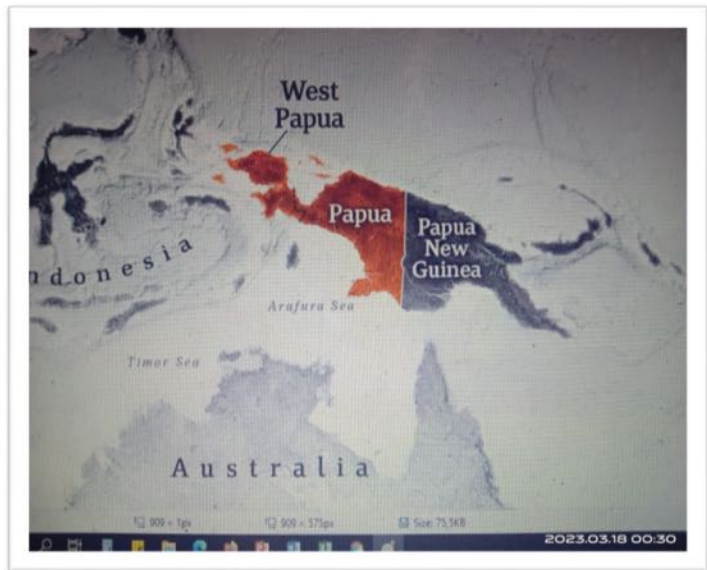 West
Papua
Papua
Papua
New
Guinea
ndonesia
Arafura Sea
Timor Sea
Australia
909 × 1px
909 × 575px
Size: 75,5KB
2023.03.18 00:30